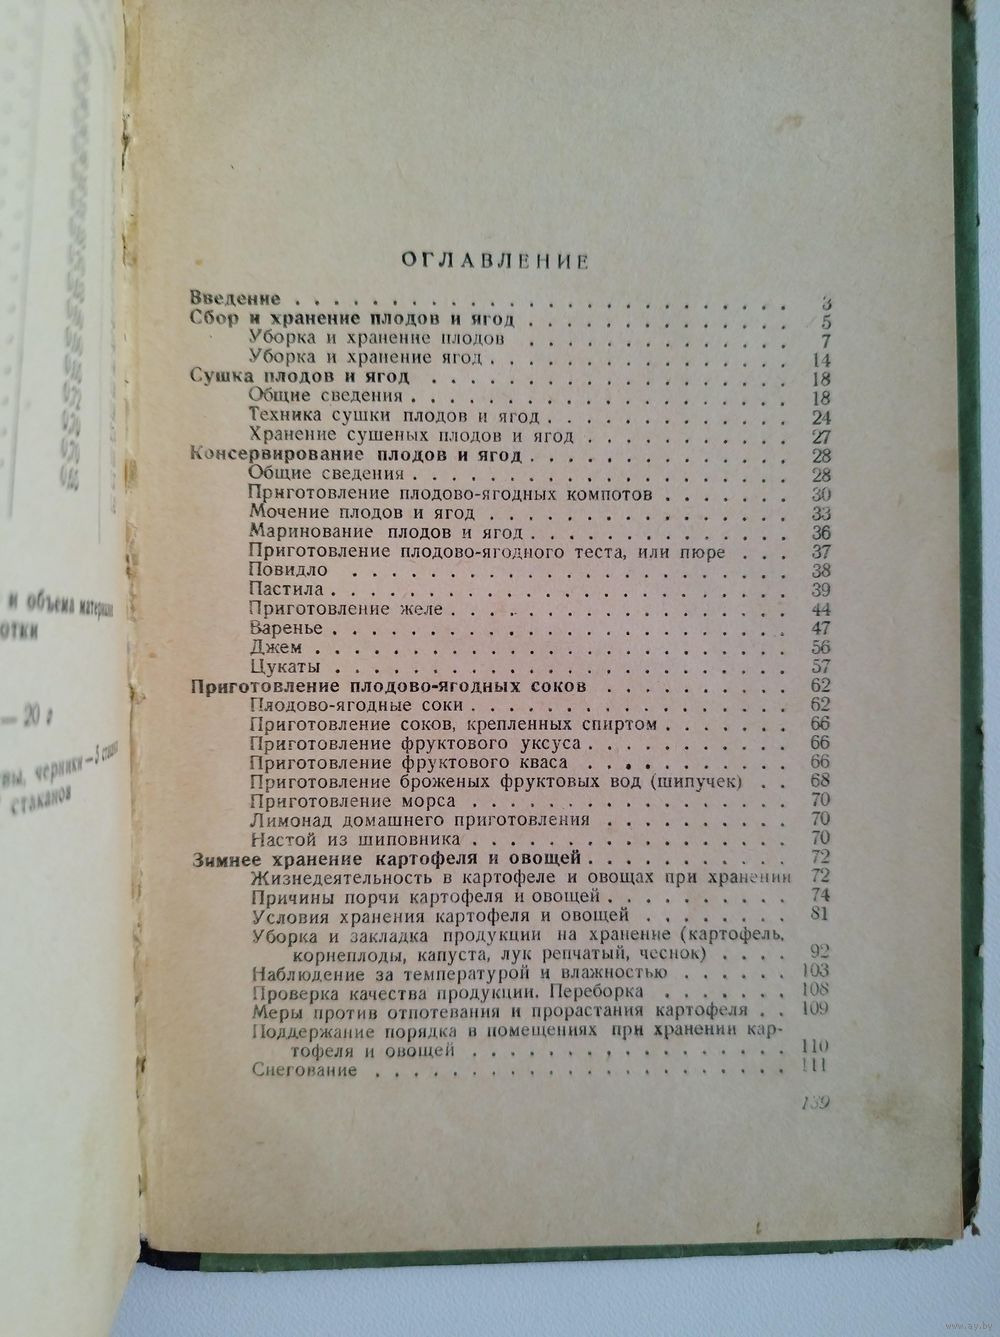 и объема материала
отки
— 20 г
ны, черники — 5
стаканов
ОГЛАВЛЕНИЕ
Введение . . . . . . . . . . . . . . . . . . . . 3
Сбор и хранение плодов и ягод . . . . . . . . . . . 5
Уборка и хранение плодов . . . . . . . . . . . 7
Уборка и хранение ягод . . . . . . . . . . . . 14
Сушка плодов и ягод . . . . . . . . . . . . . . 18
Общие сведения . . . . . . . . . . . . . . . 18
Техника сушки плодов и ягод . . . . . . . . . . 24
Хранение сушеных плодов и ягод . . . . . . . . 27
Консервирование плодов и ягод . . . . . . . . . . . 28
Общие сведения . . . . . . . . . . . . . . . 28
Приготовление плодово-ягодных компотов . . . . . . . 30
Мочение плодов и ягод . . . . . . . . . . . . 33
Маринование плодов и ягод . . . . . . . . . . . 36
Приготовление плодово-ягодного теста, или пюре . . . 37
Повидло . . . . . . . . . . . . . . . . . 38
Пастила . . . . . . . . . . . . . . . . . . 39
Приготовление желе . . . . . . . . . . . . . 44
Варенье . . . . . . . . . . . . . . . . . . 47
Джем . . . . . . . . . . . . . . . . . . . 56
Цукаты . . . . . . . . . . . . . . . . . . 57
Приготовление плодово-ягодных соков . . . . . . . . 62
Плодово-ягодные соки . . . . . . . . . . . . . 62
Приготовление соков, крепленных спиртом . . . . . . . 66
Приготовление фруктового уксуса . . . . . . . . . 66
Приготовление фруктового кваса . . . . . . . . . 66
Приготовление броженых фруктовых вод (шипучек) . . 68
Приготовление морса . . . . . . . . . . . . . 70
Лимонад домашнего приготовления . . . . . . . . 70
Настой из шиповника . . . . . . . . . . . . . 70
Зимнее хранение картофеля и овощей . . . . . . . . . 72
Жизнедеятельность в картофеле и овощах при хранении 72
Причины порчи картофеля и овощей . . . . . . . . . . 74
Условия хранения картофеля и овощей . . . . . . . . 81
Уборка и закладка продукции на хранение (картофель,
корнеплоды, капуста, лук репчатый, чеснок) . . . . 92
Наблюдение за температурой и влажностью . . . . . . 103
Проверка качества продукции. Переборка . . . . . . . 108
Меры против отпотевания и прорастания картофеля . . 109
Поддержание порядка в помещениях при хранении кар-
тофеля и овощей . . . . . . . . . . . . . . 110
Снегование . . . . . . . . . . . . . . . . . . 111
139
www.ay.by